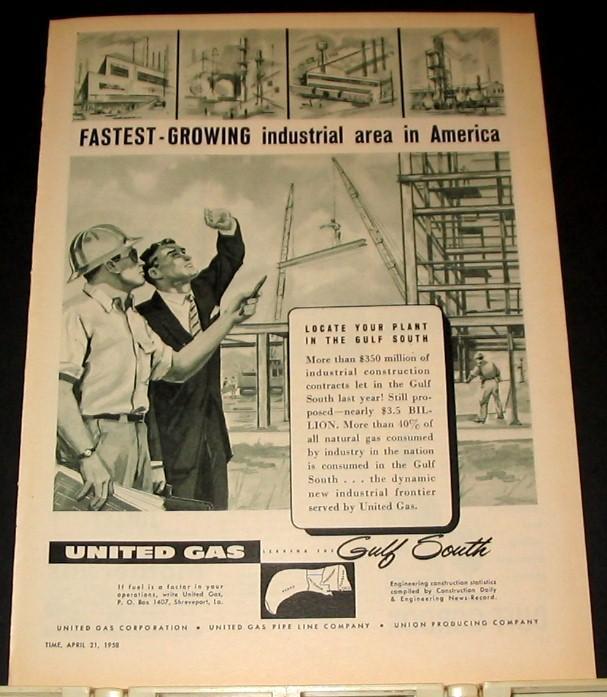 FASTEST-GROWING industrial area in America
LOCATE YOUR PLANT
IN THE GULF SOUTH
More than $350 million of
industrial construction
contracts let in the Gulf
South last year! Still pro-
posed—nearly $3.5 BIL-
LION. More than 40% of
all natural gas consumed
by industry in the nation
is consumed in the Gulf
South . . . the dynamic
new industrial frontier
served by United Gas.
UNITED GAS SERVING THE Gulf South
If fuel is a factor in your
operations, write United Gas,
P. O. Box 1407, Shreveport, La.
Engineering construction statistics
compiled by Construction Daily
& Engineering News-Record.
UNITED GAS CORPORATION • UNITED GAS PIPE LINE COMPANY • UNION PRODUCING COMPANY
TIME, APRIL 21, 1958